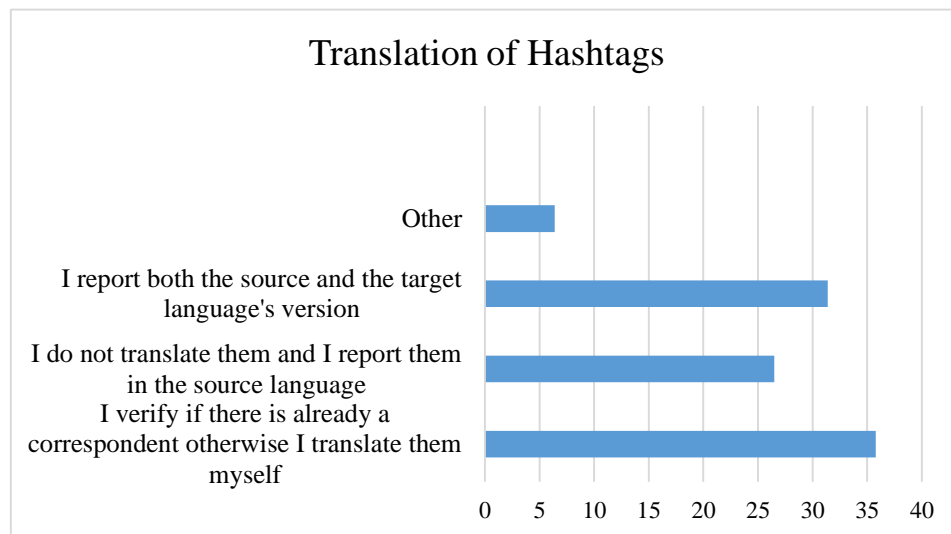 Translation of Hashtags
Other
I report both the source and the target
language's version
I do not translate them and I report them
in the source language
I verify if there is already a
correspondent otherwise I translate them
myself
0 5 10 15 20 25 30 35 40